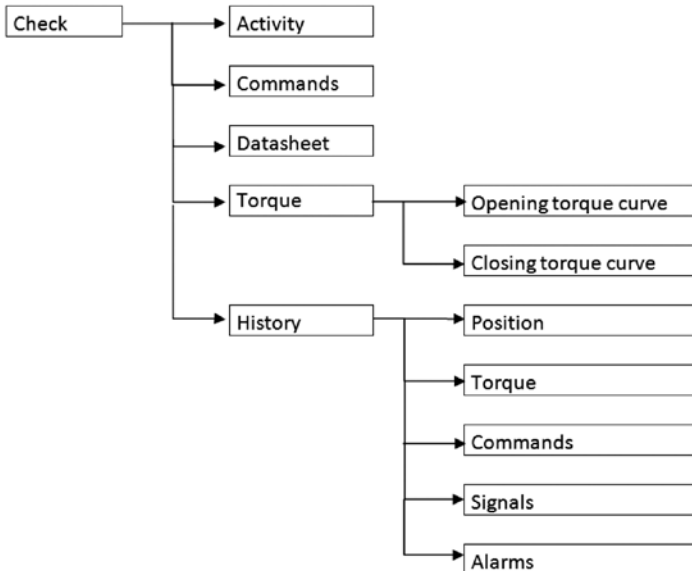 Check
Activity
Commands
Datasheet
Torque
Opening torque curve
Closing torque curve
History
Position
Torque
Commands
Signals
Alarms